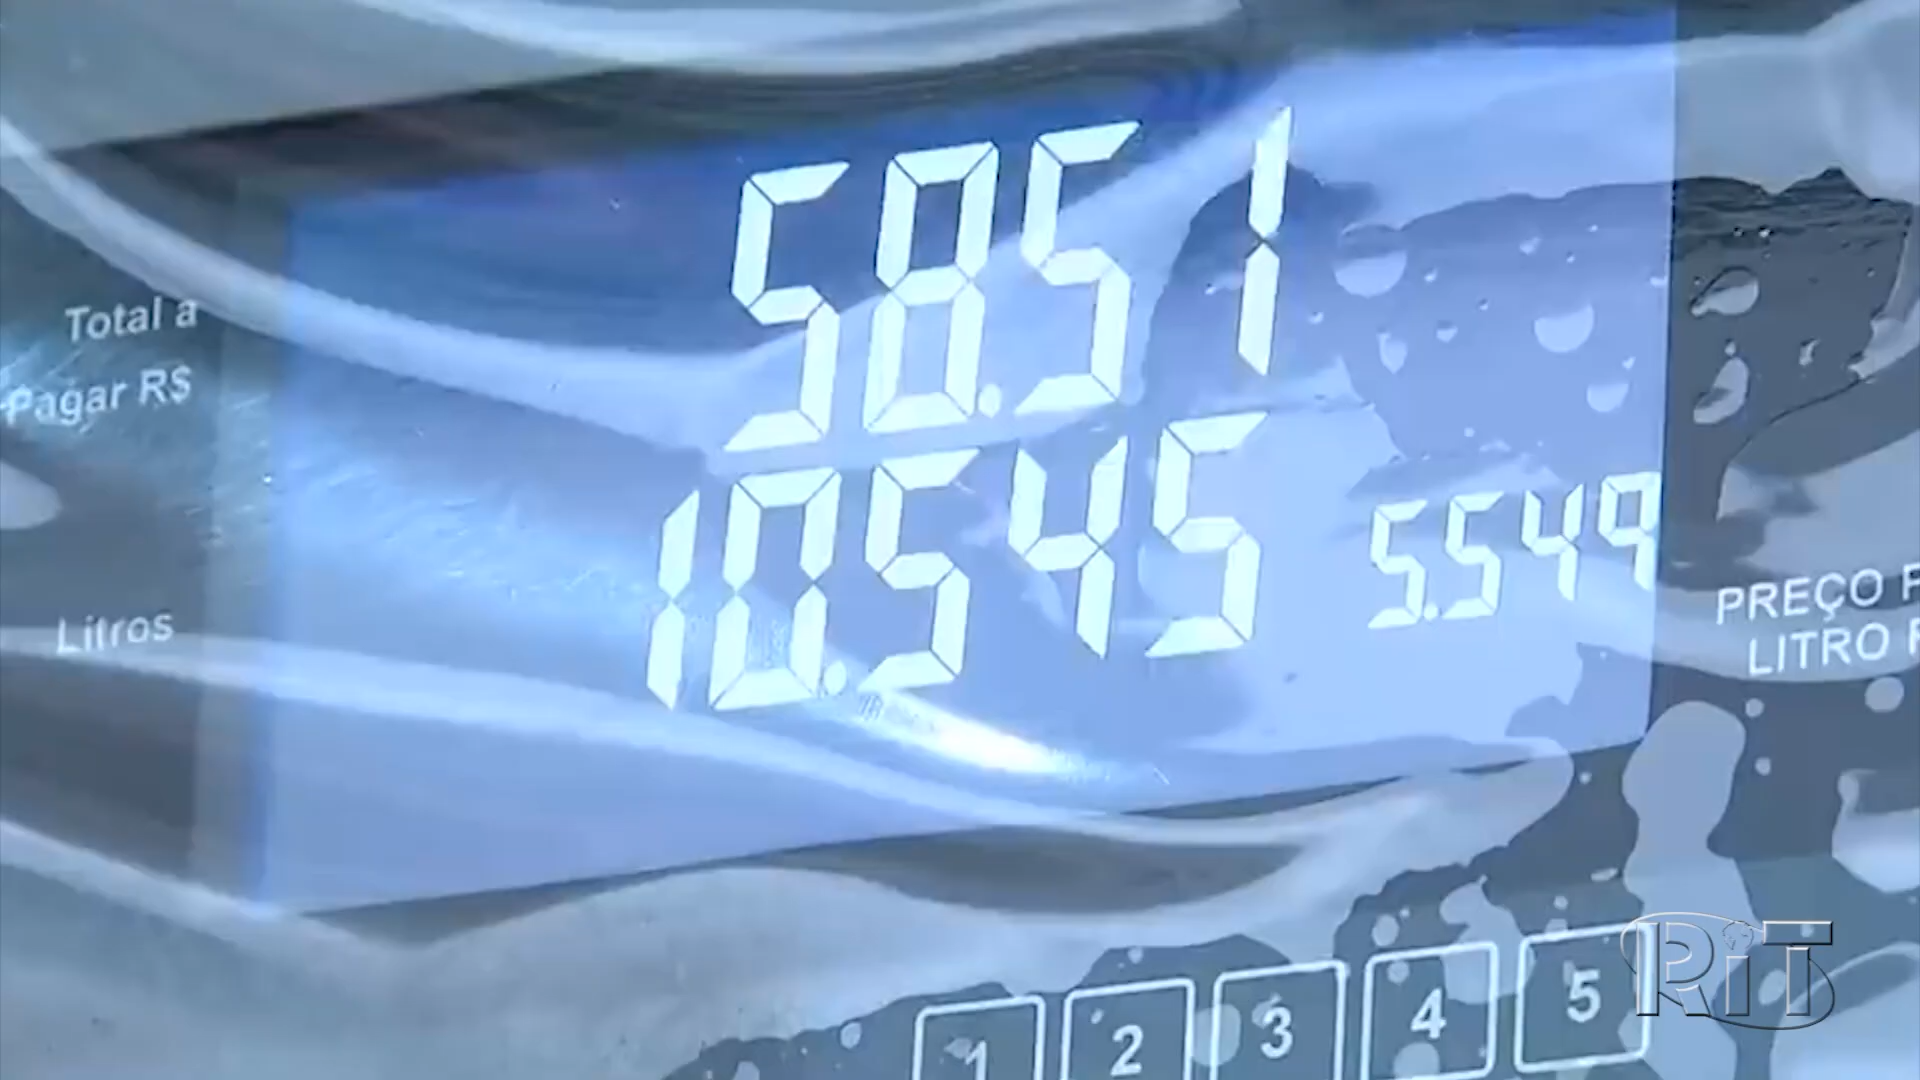 Total a
Pagar R$
58.51
Litros
10.545
5.549
PREÇO
LITRO
1 2 3 4 5
RiT